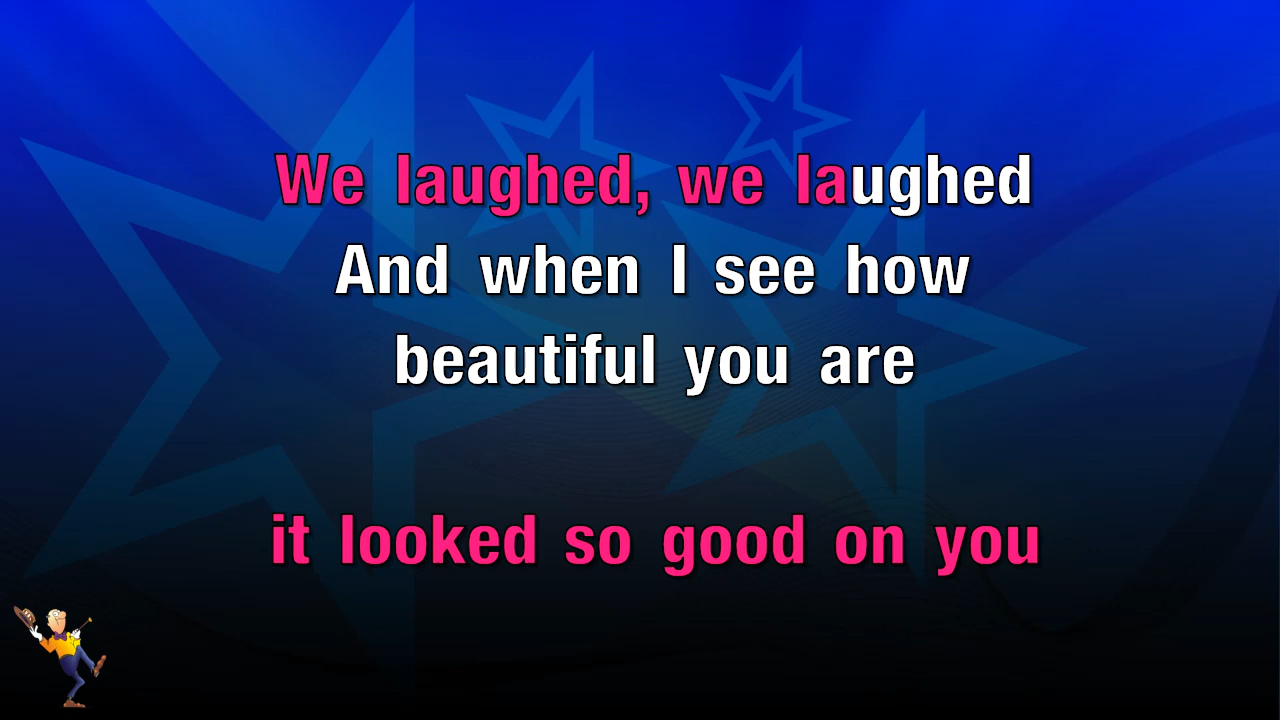 We laughed, we laughed
And when I see how
beautiful you are
it looked so good on you